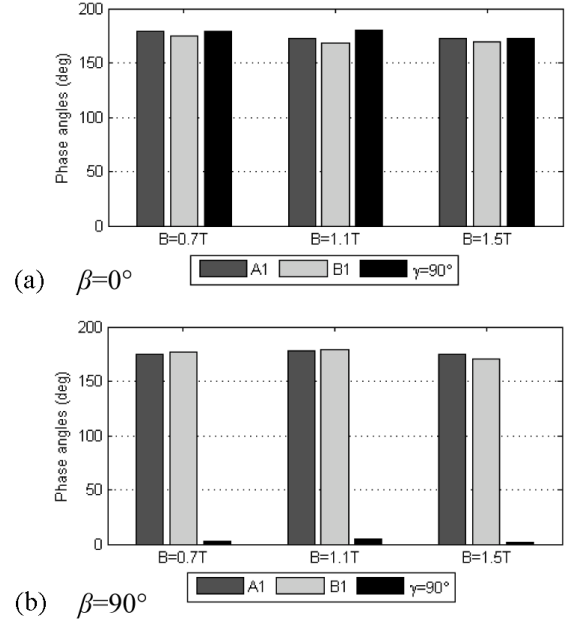 200
150
100
50
0
Phase angles (deg)
B=0.7T B=1.1T B=1.5T
A1 B1 γ=90°
(a) β=0°
200
150
100
50
0
Phase angles (deg)
B=0.7T B=1.1T B=1.5T
A1 B1 γ=90°
(b) β=90°